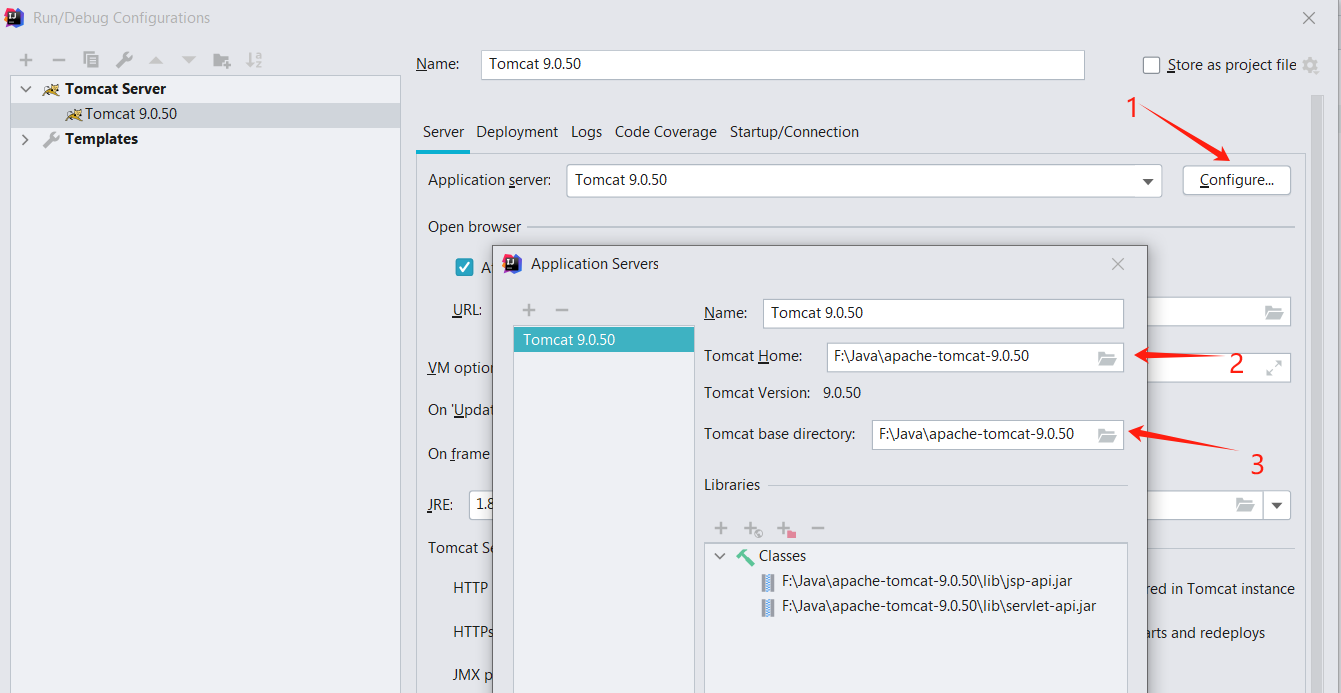 Run/Debug Configurations
Name: Tomcat 9.0.50
Store as project file
Tomcat Server
Tomcat 9.0.50
Templates
1
Server Deployment Logs Code Coverage Startup/Connection
Application server: Tomcat 9.0.50 Configure...
Open browser
Application Servers
URL:
Name: Tomcat 9.0.50
Tomcat 9.0.50
Tomcat Home: F:\Java\apache-tomcat-9.0.50
2
VM option
Tomcat Version: 9.0.50
On 'Updat
Tomcat base directory: F:\Java\apache-tomcat-9.0.50
On frame
3
Libraries
JRE: 1.8
Tomcat Se
Classes
F:\Java\apache-tomcat-9.0.50\lib\jsp-api.jar
HTTP
red in Tomcat instance
F:\Java\apache-tomcat-9.0.50\lib\servlet-api.jar
HTTPs
arts and redeploys
JMX p